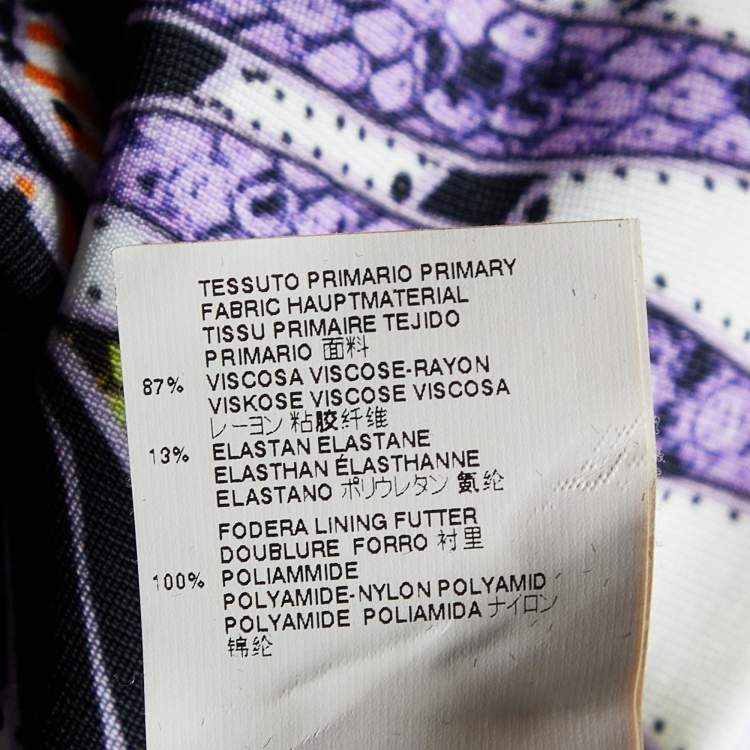 TESSUTO PRIMARIO PRIMARY
FABRIC HAUPTMATERIAL
TISSU PRIMAIRE TEJIDO
PRIMARIO 面料
87% VISCOSA VISCOSE-RAYON
VISKOSE VISCOSE VISCOSA
レーヨン 粘胶纤维
13% ELASTAN ELASTANE
ELASTHAN ÉLASTHANNE
ELASTANO ポリウレタン 氨纶
FODERA LINING FUTTER
DOUBLURE FORRO 衬里
100% POLIAMMIDE
POLYAMIDE-NYLON POLYAMID
POLYAMIDE POLIAMIDA ナイロン
锦纶